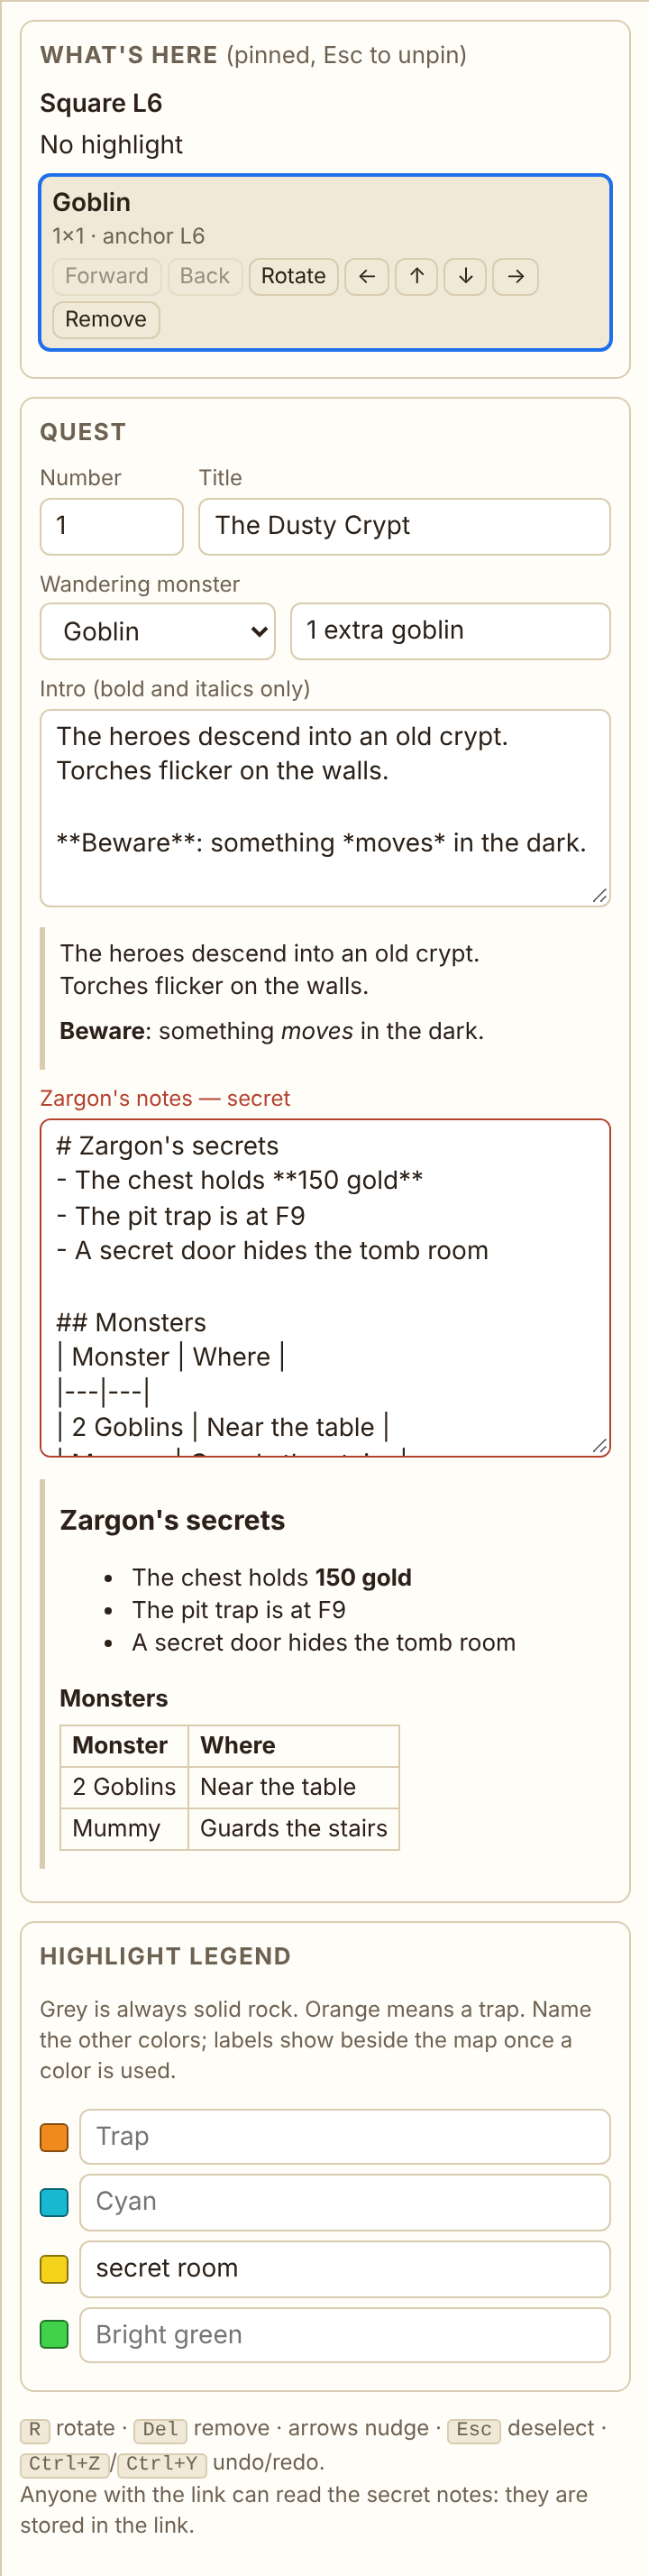 WHAT'S HERE (pinned, Esc to unpin)
Square L6
No highlight
Goblin
1×1 · anchor L6
Forward Back Rotate ← ↑ ↓ →
Remove
QUEST
Number Title
1 The Dusty Crypt
Wandering monster
Goblin 1 extra goblin
Intro (bold and italics only)
The heroes descend into an old crypt.
Torches flicker on the walls.
**Beware**: something *moves* in the dark.
The heroes descend into an old crypt.
Torches flicker on the walls.
Beware: something moves in the dark.
Zargon's notes — secret
# Zargon's secrets
- The chest holds **150 gold**
- The pit trap is at F9
- A secret door hides the tomb room
## Monsters
| Monster | Where |
|---|---|
| 2 Goblins | Near the table |
Zargon's secrets
• The chest holds 150 gold
• The pit trap is at F9
• A secret door hides the tomb room
Monsters
Monster Where
2 Goblins Near the table
Mummy Guards the stairs
HIGHLIGHT LEGEND
Grey is always solid rock. Orange means a trap. Name
the other colors; labels show beside the map once a
color is used.
Trap
Cyan
secret room
Bright green
R rotate · Del remove · arrows nudge · Esc deselect ·
Ctrl+Z/Ctrl+Y undo/redo.
Anyone with the link can read the secret notes: they are
stored in the link.